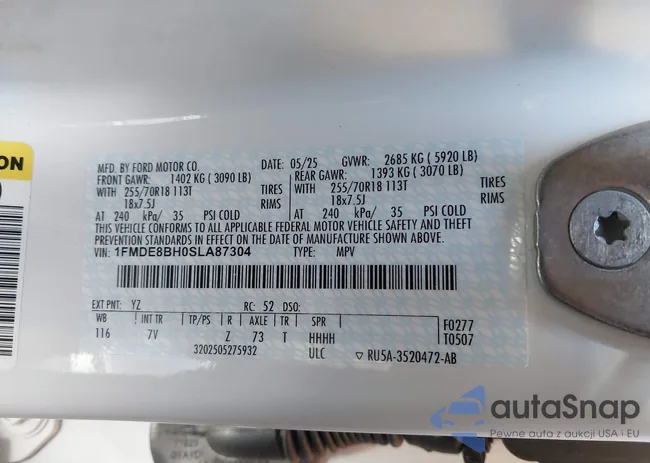 MFD. BY FORD MOTOR CO. DATE: 05/25 GVWR: 2685 KG ( 5920 LB)
FRONT GAWR: 1402 KG ( 3090 LB) REAR GAWR: 1393 KG ( 3070 LB)
WITH 255/70R18 113T TIRES WITH 255/70R18 113T TIRES
18x7.5J RIMS 18x7.5J RIMS
AT 240 kPa/ 35 PSI COLD AT 240 kPa/ 35 PSI COLD
THIS VEHICLE CONFORMS TO ALL APPLICABLE FEDERAL MOTOR VEHICLE SAFETY AND THEFT
PREVENTION STANDARDS IN EFFECT ON THE DATE OF MANUFACTURE SHOWN ABOVE.
VIN: 1FMDE8BH0SLA87304 TYPE: MPV
EXT PNT: YZ RC: 52 DSO:
WB INT TR TP/PS R AXLE TR SPR F0277
116 7V Z 73 T HHHH T0507
3202505275932 ULC ▽ RU5A-3520472-AB
ON
autaSnap
Pewne auta z aukcji USA i EU